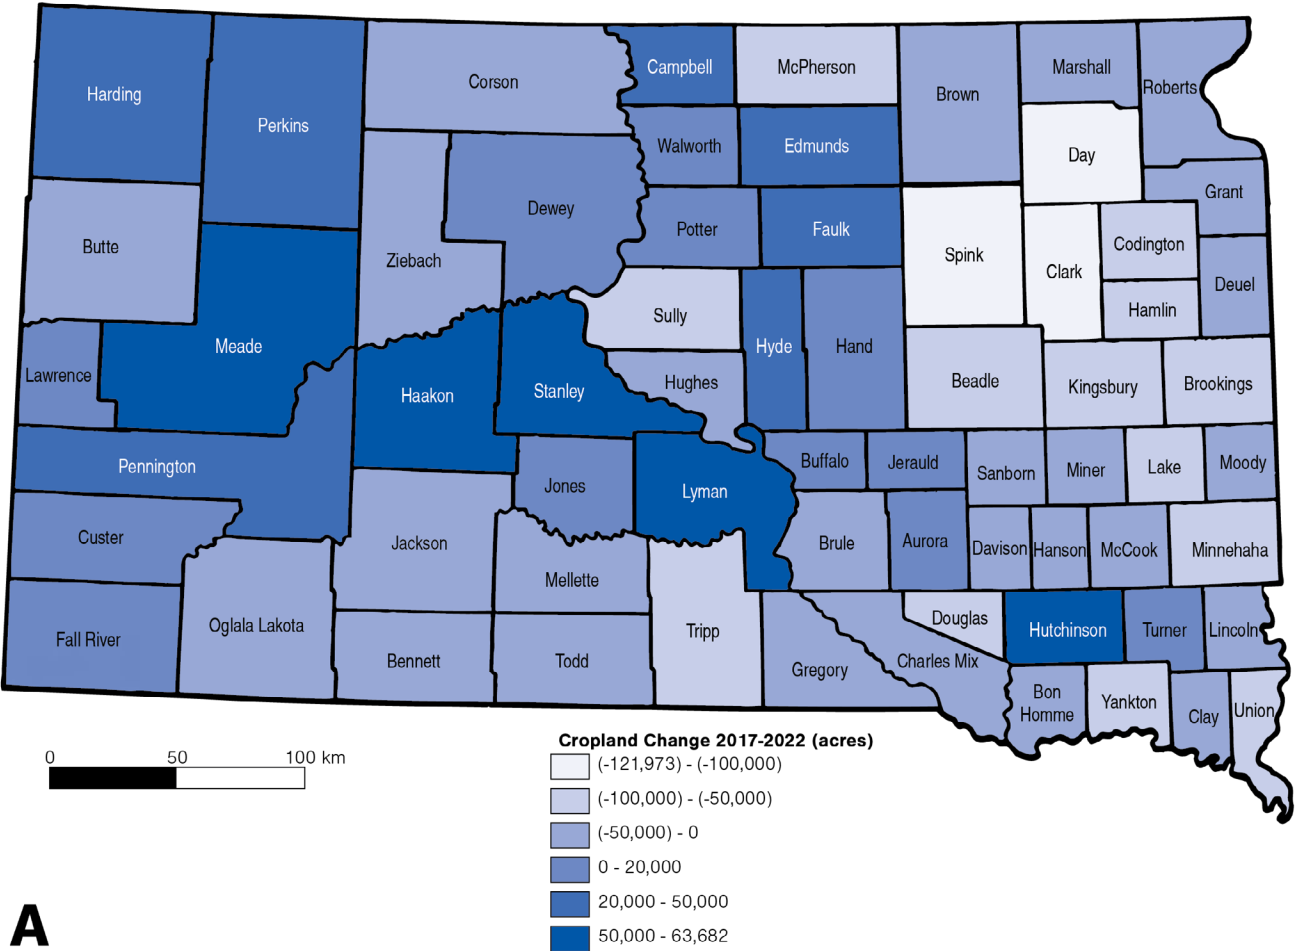 Harding
Perkins
Corson
Campbell
McPherson
Brown
Marshall
Roberts
Walworth
Edmunds
Day
Butte
Ziebach
Dewey
Potter
Faulk
Spink
Clark
Codington
Grant
Hamlin
Deuel
Lawrence
Meade
Haakon
Stanley
Sully
Hughes
Hyde
Hand
Beadle
Kingsbury
Brookings
Pennington
Jones
Lyman
Buffalo
Jerauld
Sanborn
Miner
Lake
Moody
Custer
Jackson
Mellette
Brule
Aurora
Davison
Hanson
McCook
Minnehaha
Fall River
Oglala Lakota
Bennett
Todd
Tripp
Gregory
Charles Mix
Douglas
Hutchinson
Turner
Lincoln
Bon
Homme
Yankton
Clay
Union
0 50 100 km
Cropland Change 2017-2022 (acres)
(-121,973) - (-100,000)
(-100,000) - (-50,000)
(-50,000) - 0
0 - 20,000
20,000 - 50,000
50,000 - 63,682
A